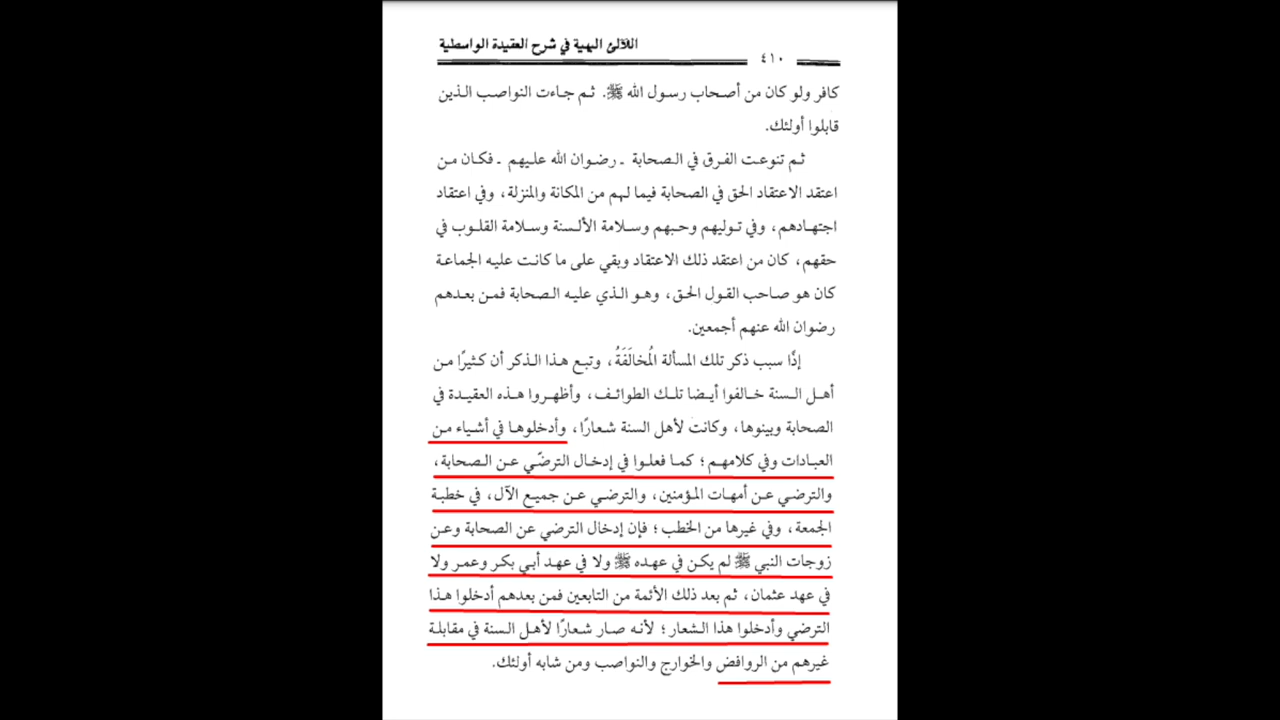 اللآلئ البهية في شرح العقيدة الواسطية
٤١٠
كافر ولو كان من أصحاب رسول الله ﷺ. ثم جاءت النواصب الذين
قابلوا أولئك.
ثم تنوعت الفرق في الصحابة ـ رضوان الله عليهم ـ فكان من
اعتقد الاعتقاد الحق في الصحابة فيما لهم من المكانة والمنزلة، وفي اعتقاد
اجتهادهم، وفي توليهم وحبهم وسلامة الألسنة وسلامة القلوب في
حقهم، كان من اعتقد ذلك الاعتقاد وبقي على ما كانت عليه الجماعة
كان هو صاحب القول الحق، وهو الذي عليه الصحابة فمن بعدهم
رضوان الله عنهم أجمعين.
إذًا سبب ذكر تلك المسألة المُخالَفَةُ، وتبع هذا الذكر أن كثيرًا من
أهل السنة خالفوا أيضا تلك الطوائف، وأظهروا هذه العقيدة في
الصحابة وبينوها، وكانت لأهل السنة شعارًا، وأدخلوها في أشياء من
العبادات وفي كلامهم؛ كما فعلوا في إدخال الترضّي عن الصحابة،
والترضي عن أمهات المؤمنين، والترضي عن جميع الآل، في خطبة
الجمعة، وفي غيرها من الخطب؛ فإن إدخال الترضي عن الصحابة وعن
زوجات النبي ﷺ لم يكن في عهده ﷺ ولا في عهد أبي بكر وعمر ولا
في عهد عثمان، ثم بعد ذلك الأئمة من التابعين فمن بعدهم أدخلوا هذا
الترضي وأدخلوا هذا الشعار؛ لأنه صار شعارًا لأهل السنة في مقابلة
غيرهم من الروافض والخوارج والنواصب ومن شابه أولئك.